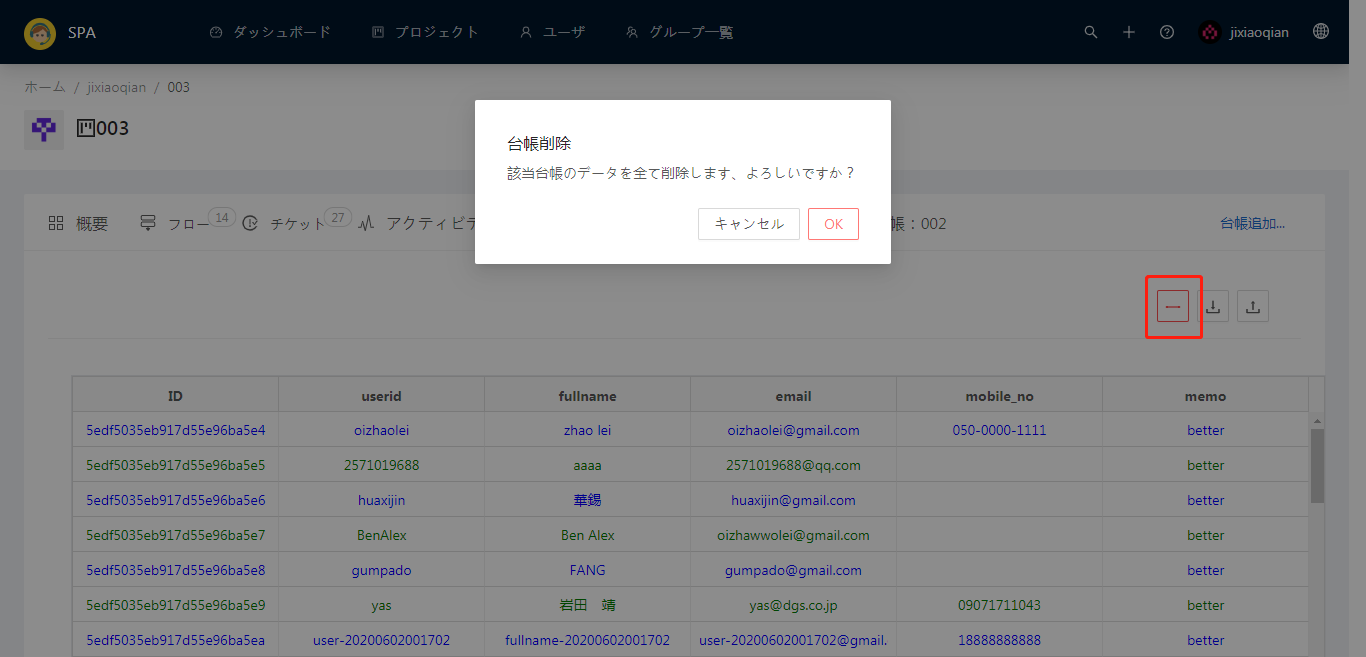 SPA ダッシュボード プロジェクト ユーザ グループ一覧 jixiaoqian
ホーム / jixiaoqian / 003
003
台帳削除
該当台帳のデータを全て削除します、よろしいですか？
キャンセル OK
概要 フロー 14 チケット 27 アクティビテ 帳：002 台帳追加...
ID userid fullname email mobile_no memo
5edf5035eb917d55e96ba5e4 oizhaolei zhao lei oizhaolei@gmail.com 050-0000-1111 better
5edf5035eb917d55e96ba5e5 2571019688 aaaa 2571019688@qq.com better
5edf5035eb917d55e96ba5e6 huaxijin 華錫 huaxijin@gmail.com better
5edf5035eb917d55e96ba5e7 BenAlex Ben Alex oizhawwolei@gmail.com better
5edf5035eb917d55e96ba5e8 gumpado FANG gumpado@gmail.com better
5edf5035eb917d55e96ba5e9 yas 岩田　靖 yas@dgs.co.jp 09071711043 better
5edf5035eb917d55e96ba5ea user-20200602001702 fullname-20200602001702 user-20200602001702@gmail. 18888888888 better